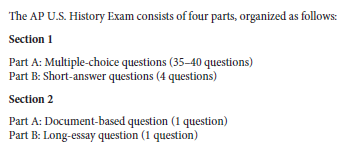 The AP U.S. History Exam consists of four parts, organized as follows:
Section 1
Part A: Multiple-choice questions (35–40 questions)
Part B: Short-answer questions (4 questions)
Section 2
Part A: Document-based question (1 question)
Part B: Long-essay question (1 question)